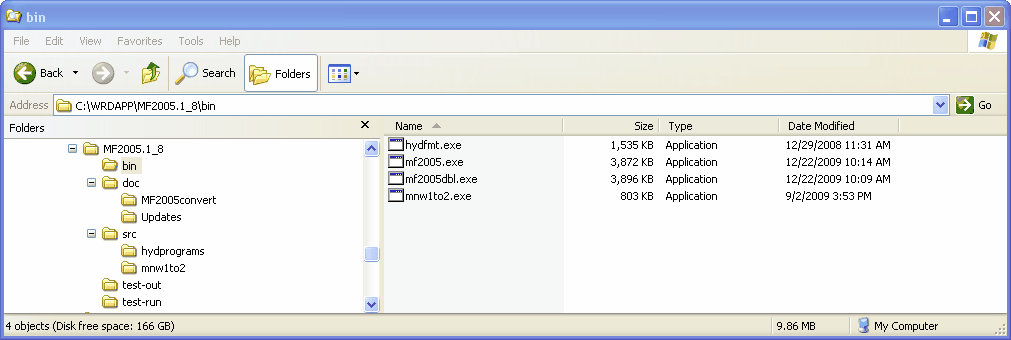 bin
File Edit View Favorites Tools Help
Back Search Folders
Address C:\WRDAPP\MF2005.1_8\bin Go
Folders
MF2005.1_8
bin
doc
MF2005convert
Updates
src
hydprograms
mnw1to2
test-out
test-run
Name Size Type Date Modified
hydfmt.exe 1,535 KB Application 12/29/2008 11:31 AM
mf2005.exe 3,872 KB Application 12/22/2009 10:14 AM
mf2005dbl.exe 3,896 KB Application 12/22/2009 10:09 AM
mnw1to2.exe 803 KB Application 9/2/2009 3:53 PM
4 objects (Disk free space: 166 GB) 9.86 MB My Computer